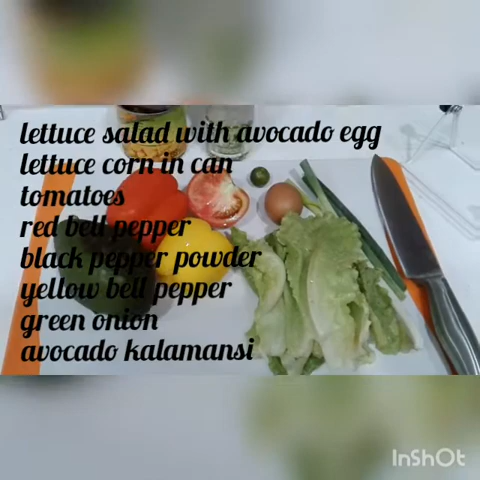 lettuce salad with avocado egg
lettuce corn in can
tomatoes
red bell pepper
black pepper powder
yellow bell pepper
green onion
avocado kalamansi
InShOt